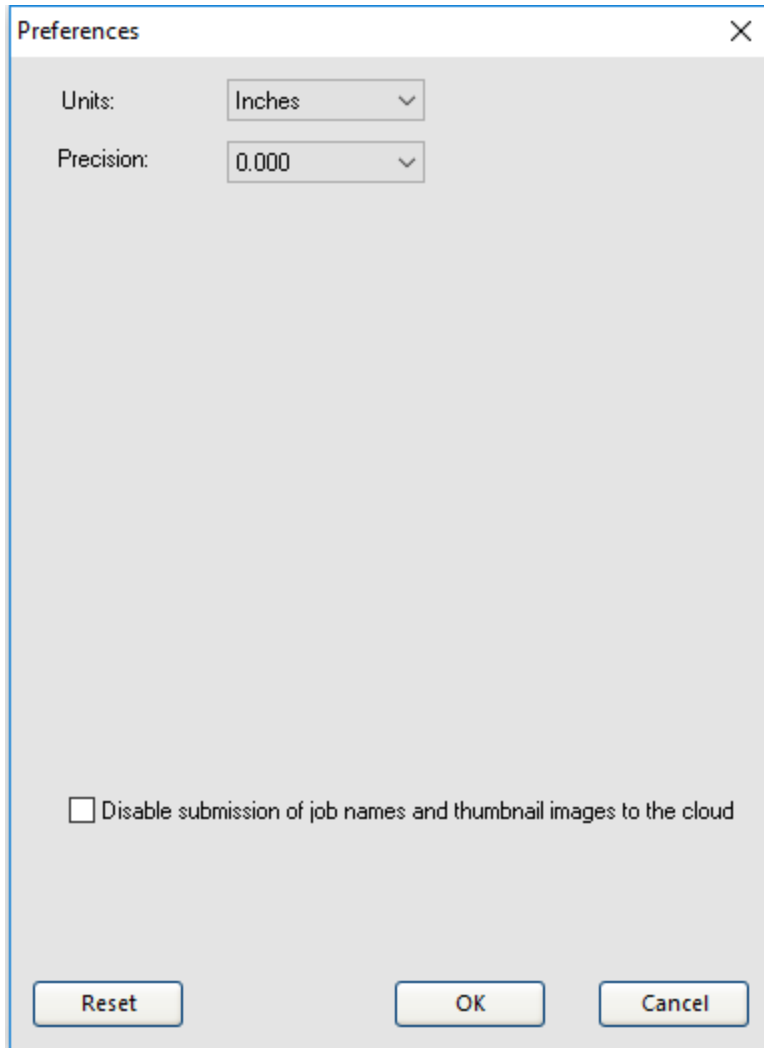 Preferences
Units: Inches
Precision: 0.000
Disable submission of job names and thumbnail images to the cloud
Reset OK Cancel